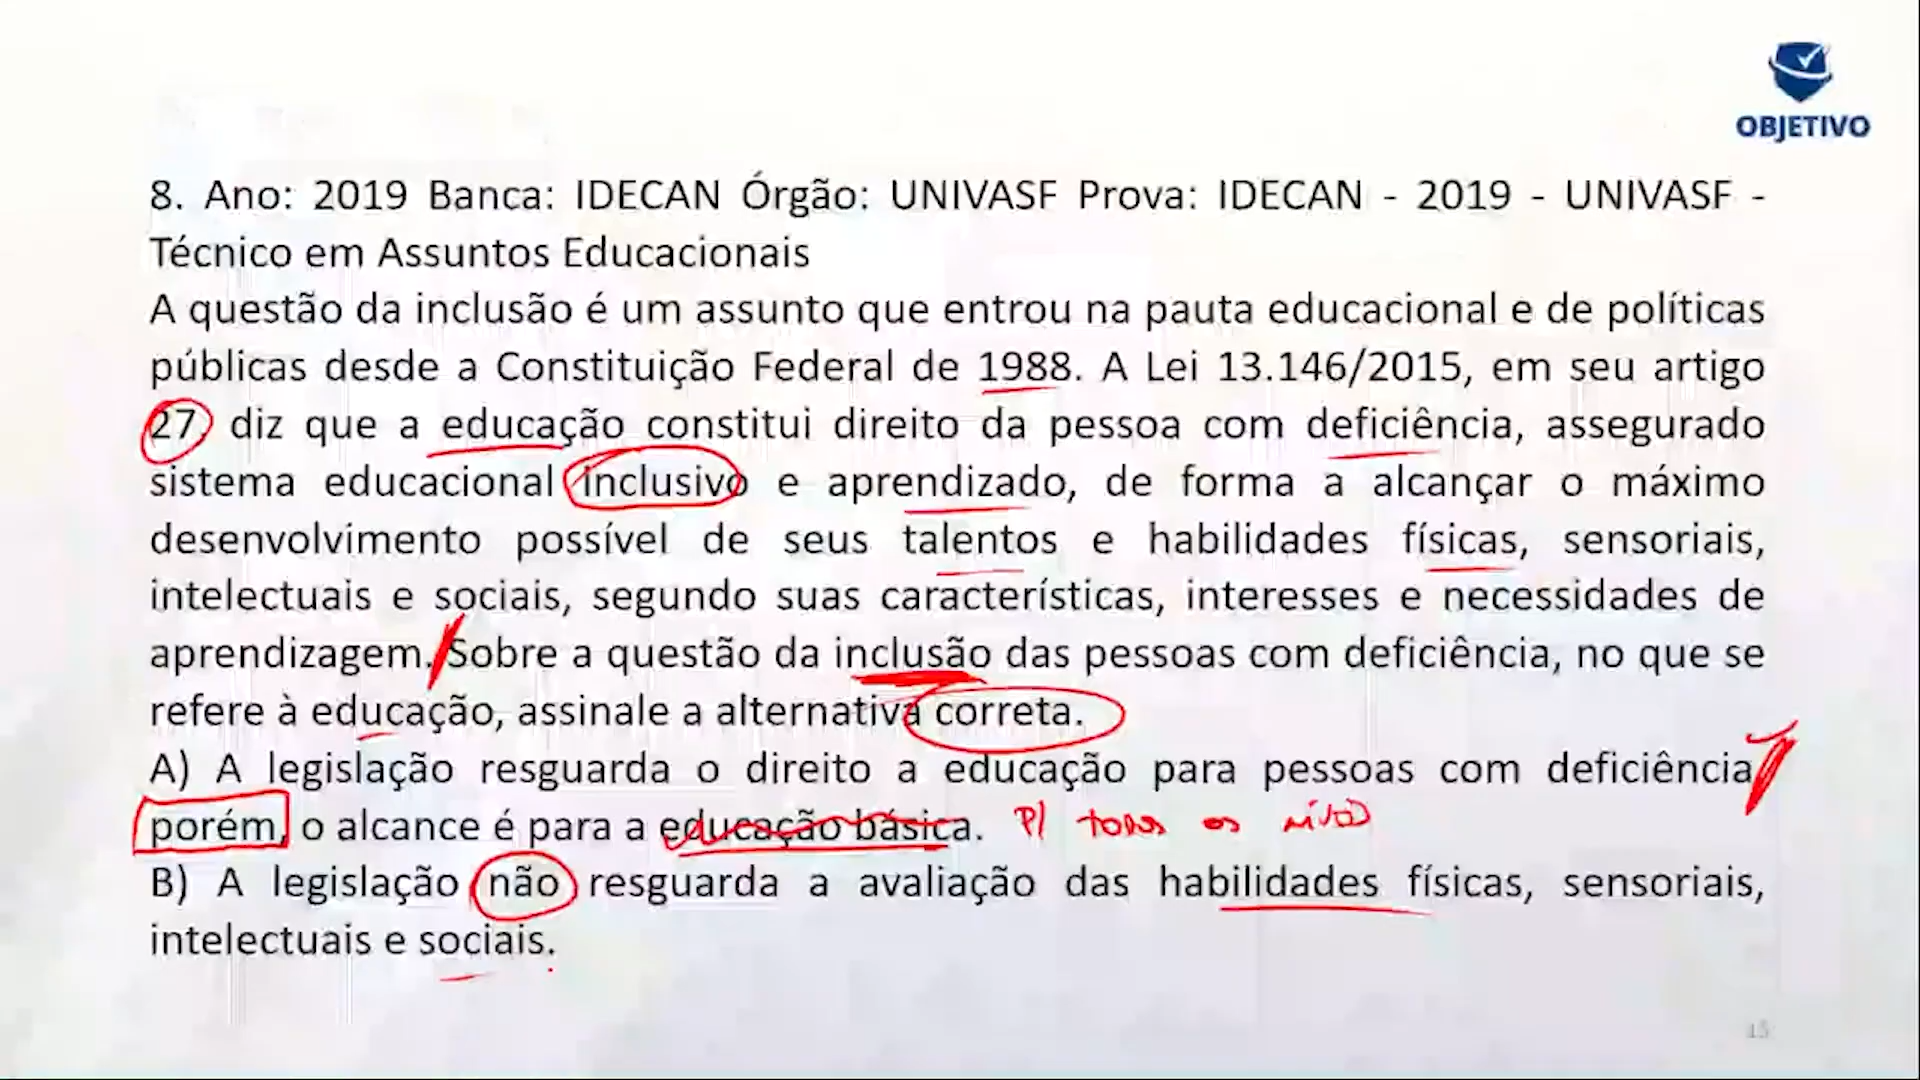 OBJETIVO
8. Ano: 2019 Banca: IDECAN Órgão: UNIVASF Prova: IDECAN - 2019 - UNIVASF -
Técnico em Assuntos Educacionais
A questão da inclusão é um assunto que entrou na pauta educacional e de políticas
públicas desde a Constituição Federal de 1988. A Lei 13.146/2015, em seu artigo
27, diz que a educação constitui direito da pessoa com deficiência, assegurado
sistema educacional inclusivo e aprendizado, de forma a alcançar o máximo
desenvolvimento possível de seus talentos e habilidades físicas, sensoriais,
intelectuais e sociais, segundo suas características, interesses e necessidades de
aprendizagem. Sobre a questão da inclusão das pessoas com deficiência, no que se
refere à educação, assinale a alternativa correta.
A) A legislação resguarda o direito a educação para pessoas com deficiência
porém, o alcance é para a educação básica. P/ todos os níveis
B) A legislação não resguarda a avaliação das habilidades físicas, sensoriais,
intelectuais e sociais.
15